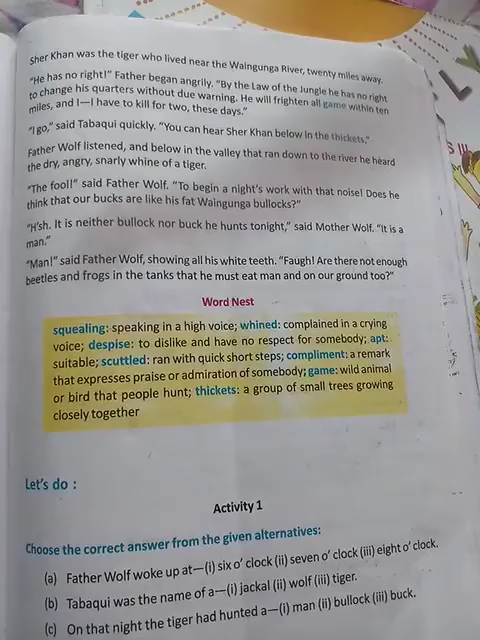 Sher Khan was the tiger who lived near the Waingunga River, twenty miles away.
"He has no right!" Father began angrily. "By the Law of the Jungle he has no right
to change his quarters without due warning. He will frighten all game within ten
miles, and I—I have to kill for two, these days."
"I go," said Tabaqui quickly. "You can hear Sher Khan below in the thickets."
Father Wolf listened, and below in the valley that ran down to the river he heard
the dry, angry, snarly whine of a tiger.
"The fool!" said Father Wolf. "To begin a night's work with that noise! Does he
think that our bucks are like his fat Waingunga bullocks?"
"H'sh. It is neither bullock nor buck he hunts tonight," said Mother Wolf. "It is a
man."
"Man!" said Father Wolf, showing all his white teeth. "Faugh! Are there not enough
beetles and frogs in the tanks that he must eat man and on our ground too?"
Word Nest
squealing: speaking in a high voice; whined: complained in a crying
voice; despise: to dislike and have no respect for somebody; apt:
suitable; scuttled: ran with quick short steps; compliment: a remark
that expresses praise or admiration of somebody; game: wild animal
or bird that people hunt; thickets: a group of small trees growing
closely together
Let's do :
Activity 1
Choose the correct answer from the given alternatives:
(a) Father Wolf woke up at—(i) six o' clock (ii) seven o' clock (iii) eight o' clock.
(b) Tabaqui was the name of a—(i) jackal (ii) wolf (iii) tiger.
(c) On that night the tiger had hunted a—(i) man (ii) bullock (iii) buck.